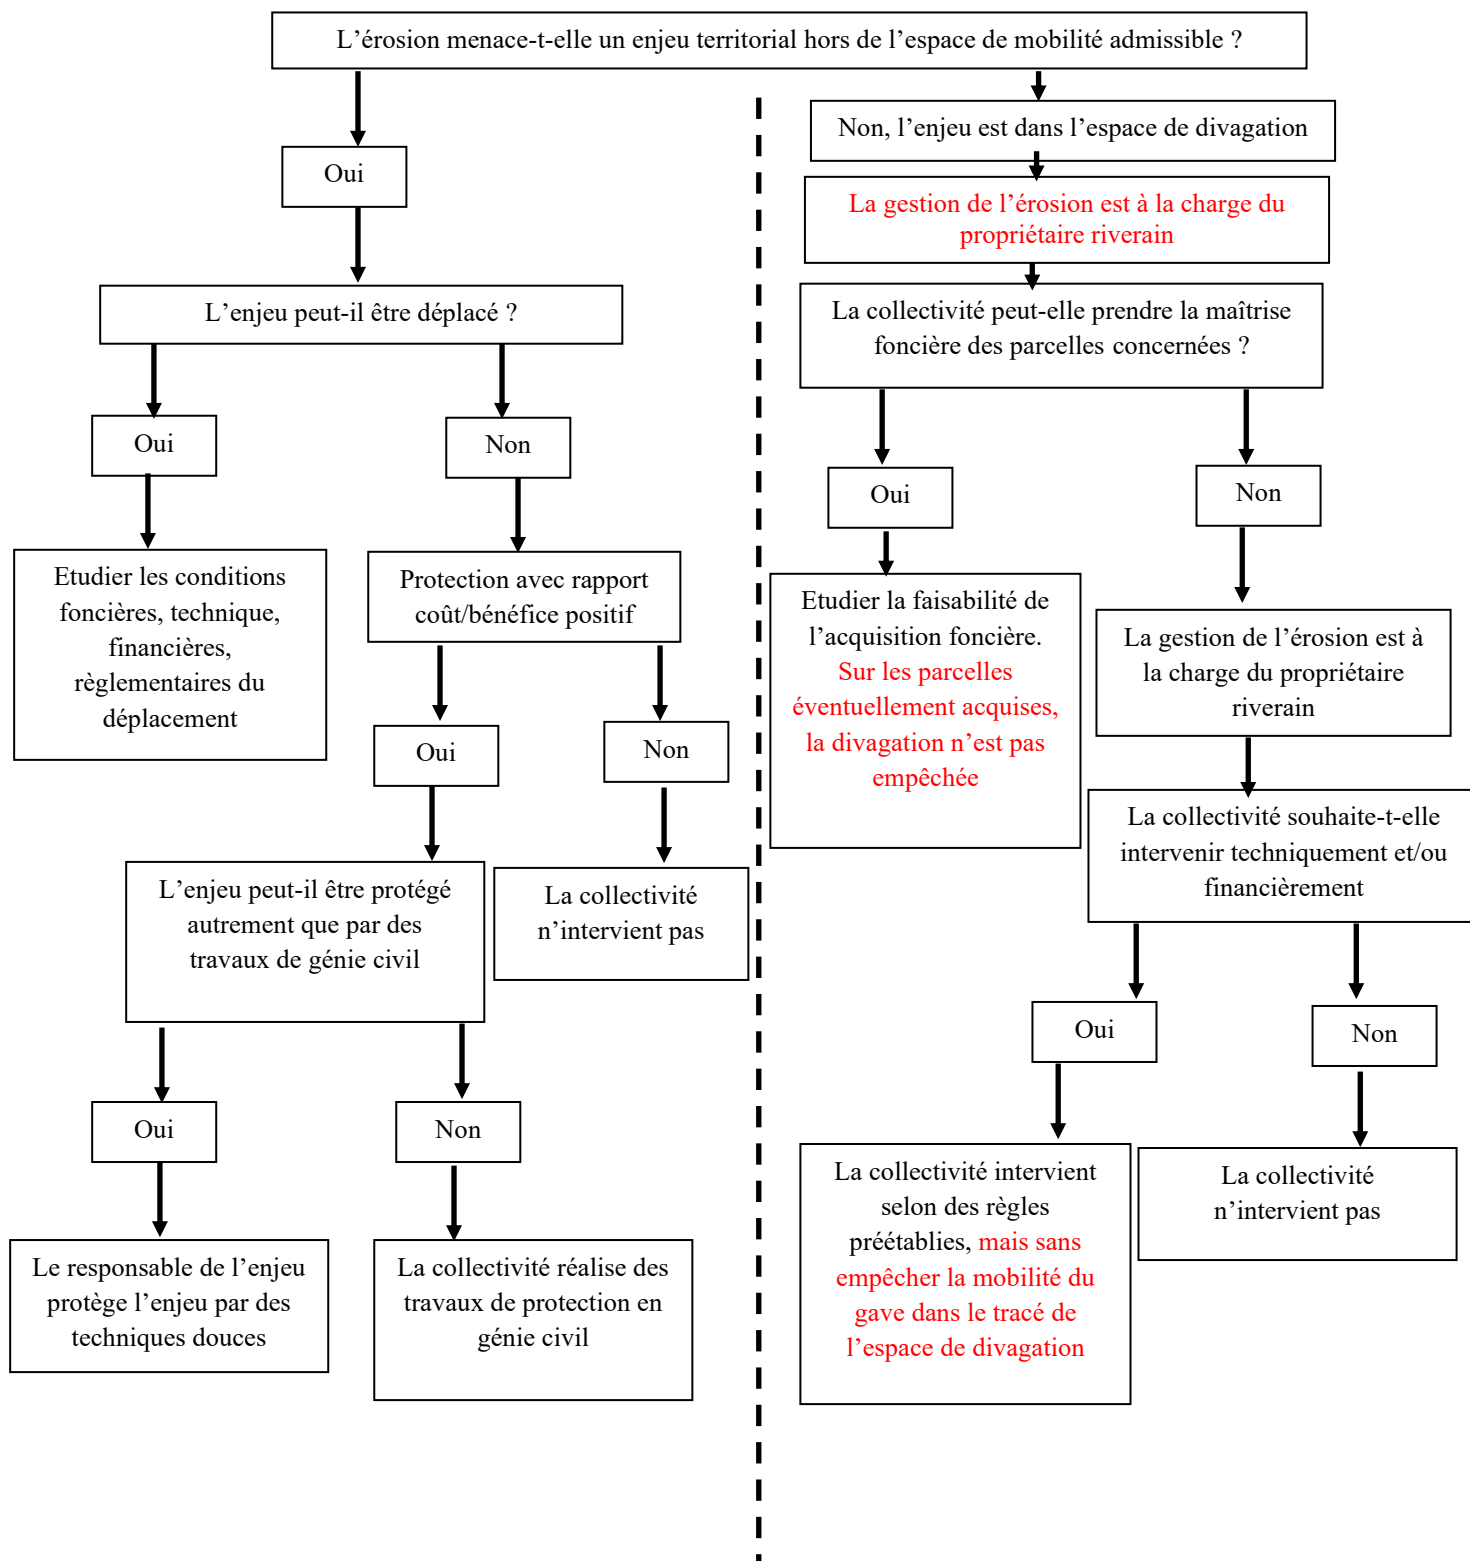 L’érosion menace-t-elle un enjeu territorial hors de l’espace de mobilité admissible ?
Oui
L’enjeu peut-il être déplacé ?
Oui
Non
Etudier les conditions
foncières, technique,
financières,
règlementaires du
déplacement
Protection avec rapport
coût/bénéfice positif
Oui
Non
L’enjeu peut-il être protégé
autrement que par des
travaux de génie civil
La collectivité
n’intervient pas
Oui
Non
Le responsable de l’enjeu
protège l’enjeu par des
techniques douces
La collectivité réalise des
travaux de protection en
génie civil
Non, l’enjeu est dans l’espace de divagation
La gestion de l’érosion est à la charge du
propriétaire riverain
La collectivité peut-elle prendre la maîtrise
foncière des parcelles concernées ?
Oui
Non
Etudier la faisabilité de
l’acquisition foncière.
Sur les parcelles
éventuellement acquises,
la divagation n’est pas
empêchée
La gestion de l’érosion est à
la charge du propriétaire
riverain
La collectivité souhaite-t-elle
intervenir techniquement et/ou
financièrement
Oui
Non
La collectivité intervient
selon des règles
préétablies, mais sans
empêcher la mobilité du
gave dans le tracé de
l’espace de divagation
La collectivité
n’intervient pas